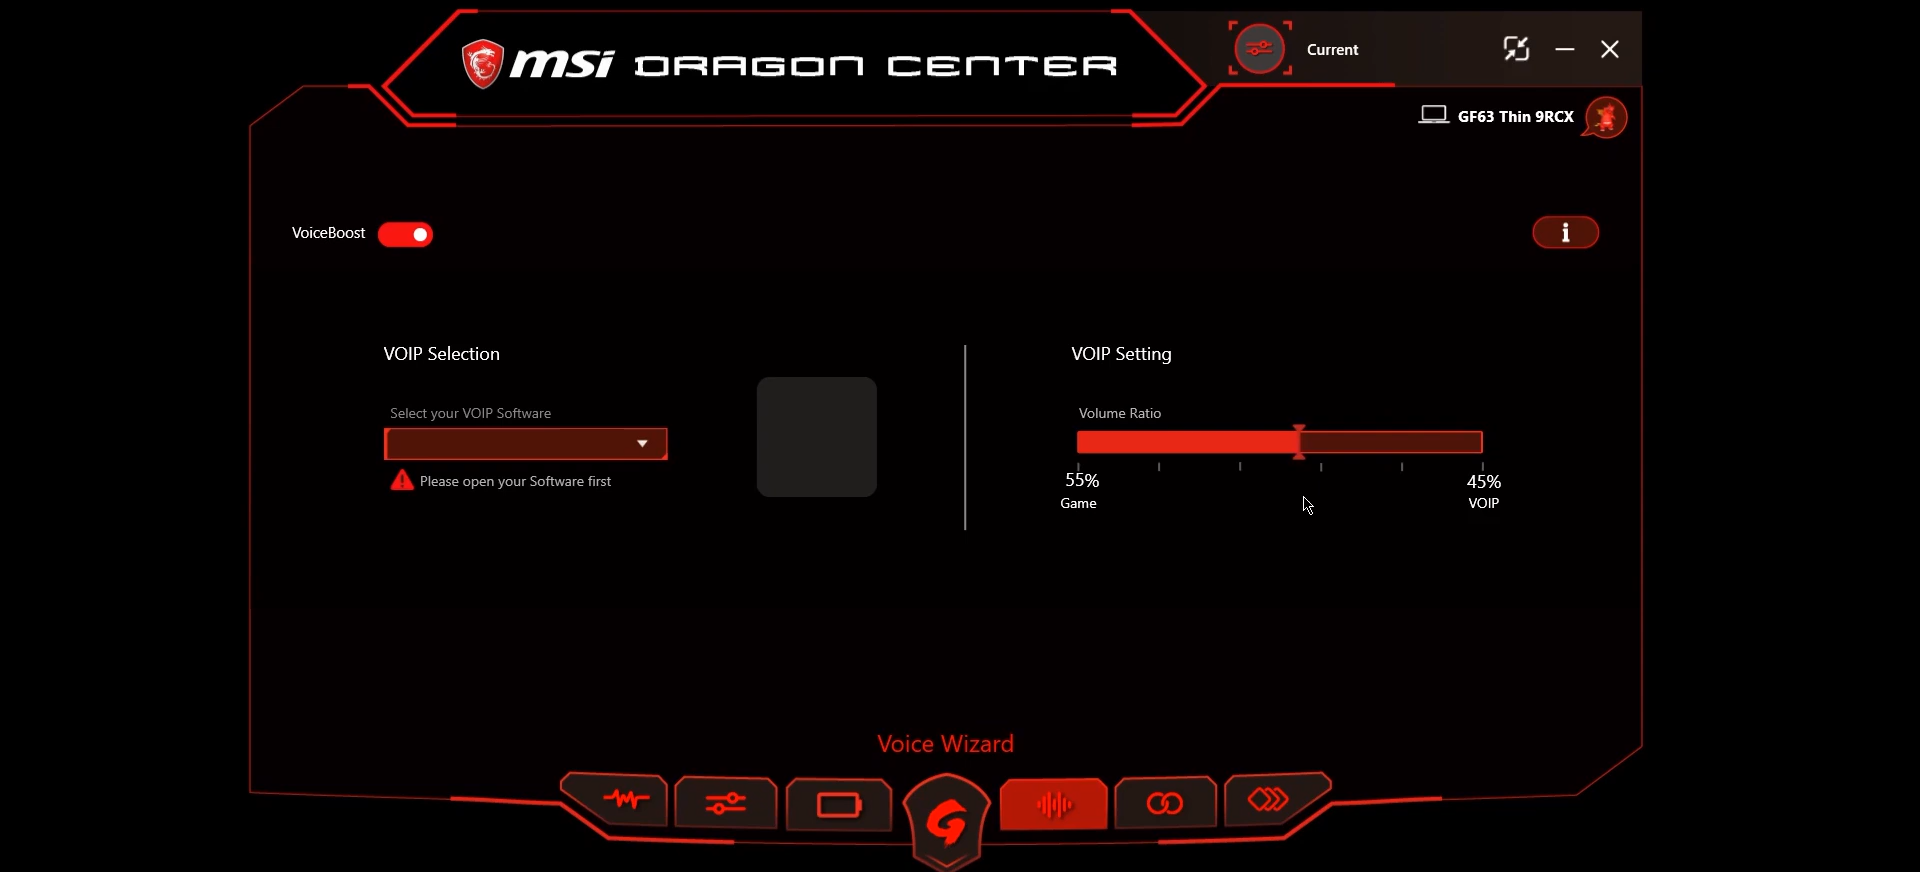 msi DRAGON CENTER
Current
GF63 Thin 9RCX
VoiceBoost
i
VOIP Selection
VOIP Setting
Select your VOIP Software
Volume Ratio
Please open your Software first
55%
45%
Game
VOIP
Voice Wizard